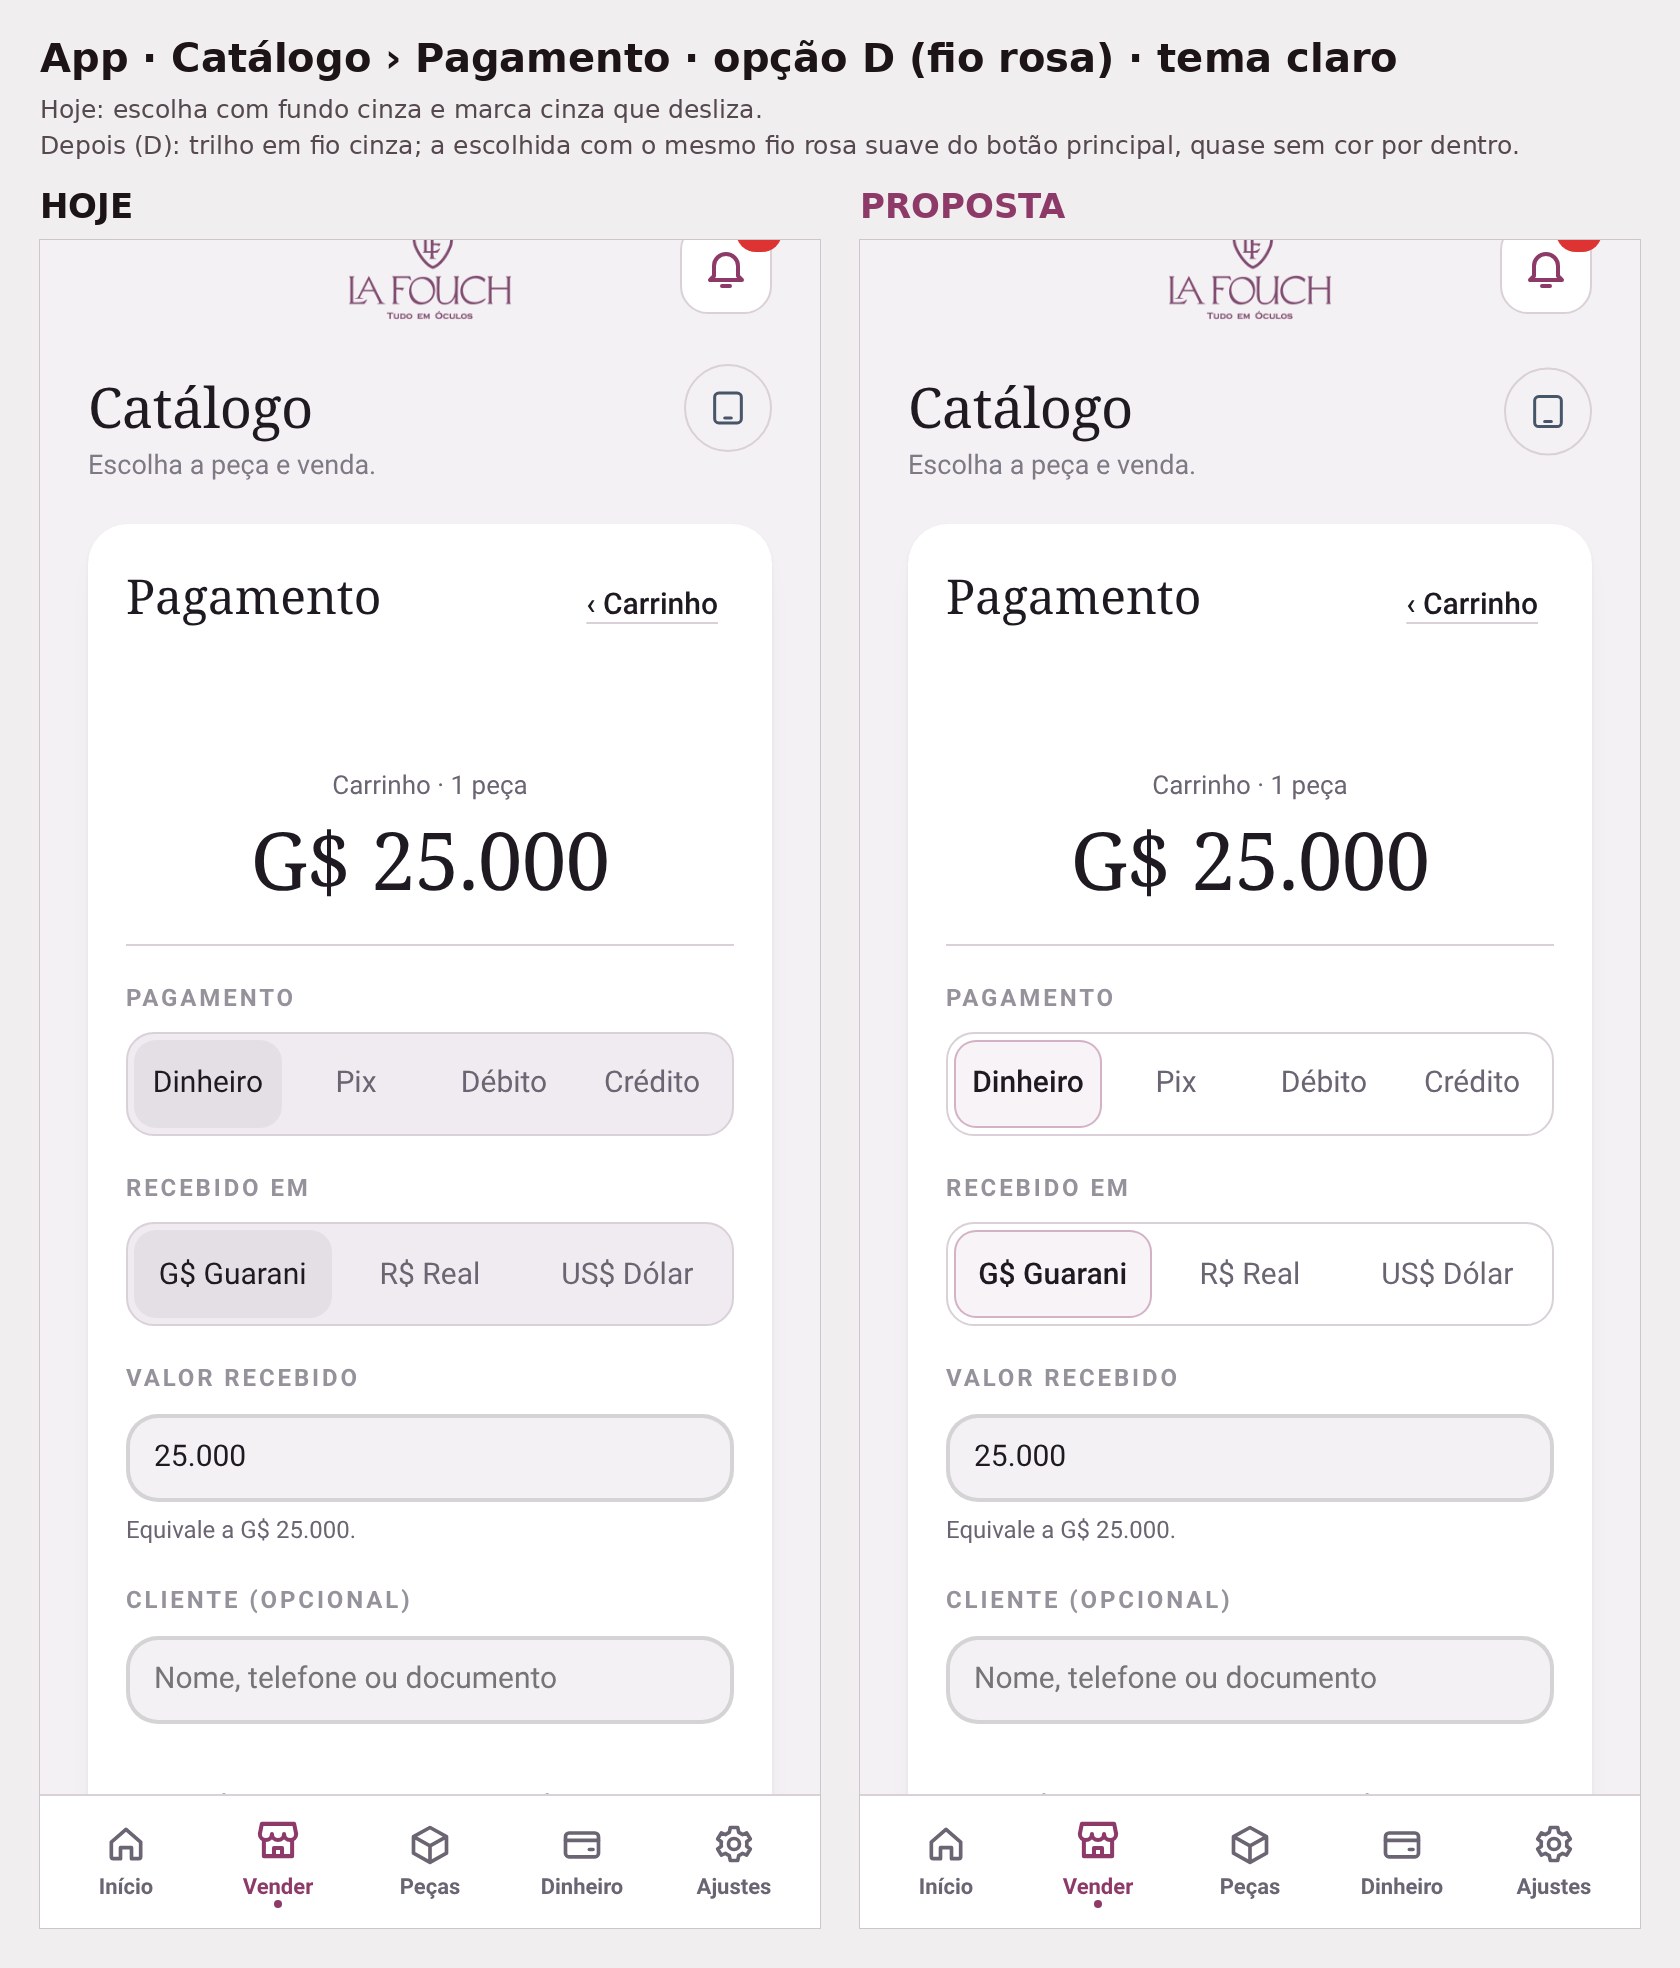 App · Catálogo › Pagamento · opção D (fio rosa) · tema claro
Hoje: escolha com fundo cinza e marca cinza que desliza.
Depois (D): trilho em fio cinza; a escolhida com o mesmo fio rosa suave do botão principal, quase sem cor por dentro.
HOJE
LF
LA FOUCH
Tudo em Óculos
Catálogo
Escolha a peça e venda.
Pagamento
‹ Carrinho
Carrinho · 1 peça
G$ 25.000
PAGAMENTO
Dinheiro Pix Débito Crédito
RECEBIDO EM
G$ Guarani R$ Real US$ Dólar
VALOR RECEBIDO
25.000
Equivale a G$ 25.000.
CLIENTE (OPCIONAL)
Nome, telefone ou documento
Início Vender Peças Dinheiro Ajustes
PROPOSTA
LF
LA FOUCH
Tudo em Óculos
Catálogo
Escolha a peça e venda.
Pagamento
‹ Carrinho
Carrinho · 1 peça
G$ 25.000
PAGAMENTO
Dinheiro Pix Débito Crédito
RECEBIDO EM
G$ Guarani R$ Real US$ Dólar
VALOR RECEBIDO
25.000
Equivale a G$ 25.000.
CLIENTE (OPCIONAL)
Nome, telefone ou documento
Início Vender Peças Dinheiro Ajustes